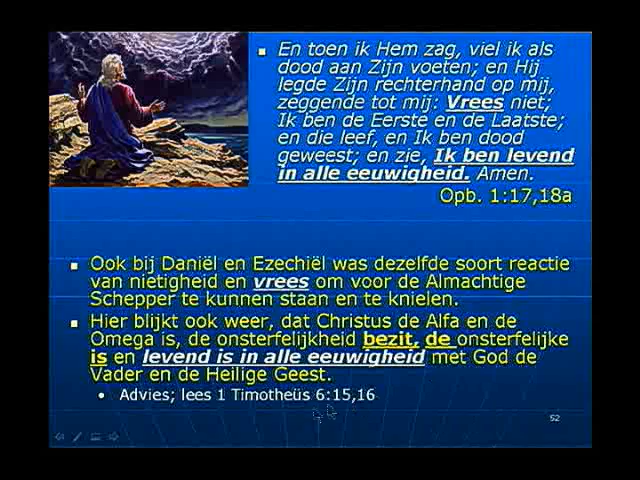 En toen ik Hem zag, viel ik als
dood aan Zijn voeten; en Hij
legde Zijn rechterhand op mij,
zeggende tot mij: Vrees niet;
Ik ben de Eerste en de Laatste;
en die leef, en Ik ben dood
geweest; en zie, Ik ben levend
in alle eeuwigheid. Amen.
Opb. 1:17,18a
Ook bij Daniël en Ezechiël was dezelfde soort reactie
van nietigheid en vrees om voor de Almachtige
Schepper te kunnen staan en te knielen.
Hier blijkt ook weer, dat Christus de Alfa en de
Omega is, de onsterfelijkheid bezit, de onsterfelijke
is en levend is in alle eeuwigheid met God de
Vader en de Heilige Geest.
Advies; lees 1 Timotheüs 6:15,16
52